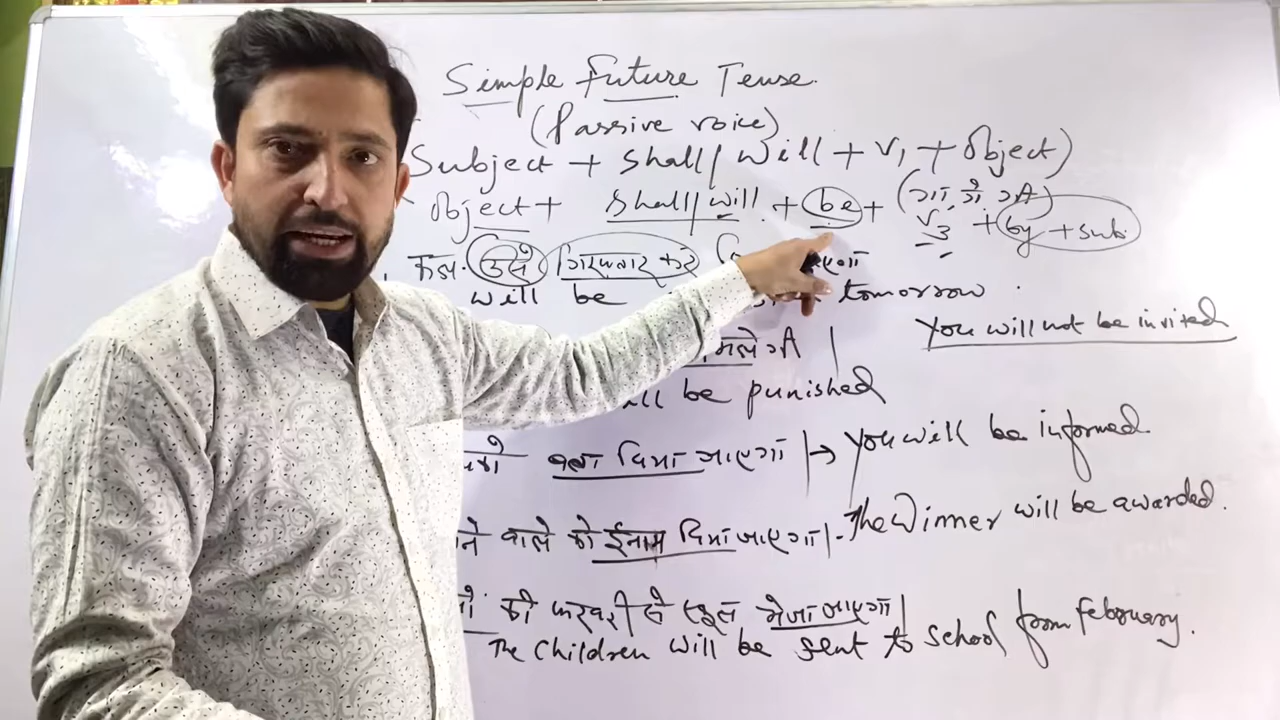 Simple Future Tense.
(Passive voice)
Subject + Shall/Will + V1 + Object)
Object + Shall/will + be + (गा, गे, गी)
V3 + by + sub.
उसे गिरफ्तार कर
will be tomorrow.
You will not be invited
be punished
बता दिया जाएगा | → You will be informed.
वाले को ईनाम दिया जाएगा |. The Winner will be awarded.
को फरवरी से स्कूल भेजा जाएगा |
The children will be sent to school from february.